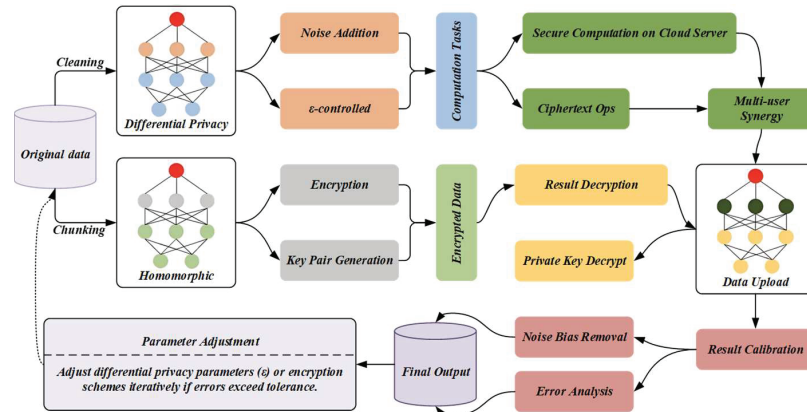 Cleaning
Original data
Chunking
Differential Privacy
Noise Addition
ε-controlled
Computation Tasks
Secure Computation on Cloud Server
Ciphertext Ops
Multi-user
Synergy
Homomorphic
Encryption
Key Pair Generation
Encrypted Data
Result Decryption
Private Key Decrypt
Data Upload
Result Calibration
Noise Bias Removal
Error Analysis
Final Output
Parameter Adjustment
Adjust differential privacy parameters (ε) or encryption
schemes iteratively if errors exceed tolerance.